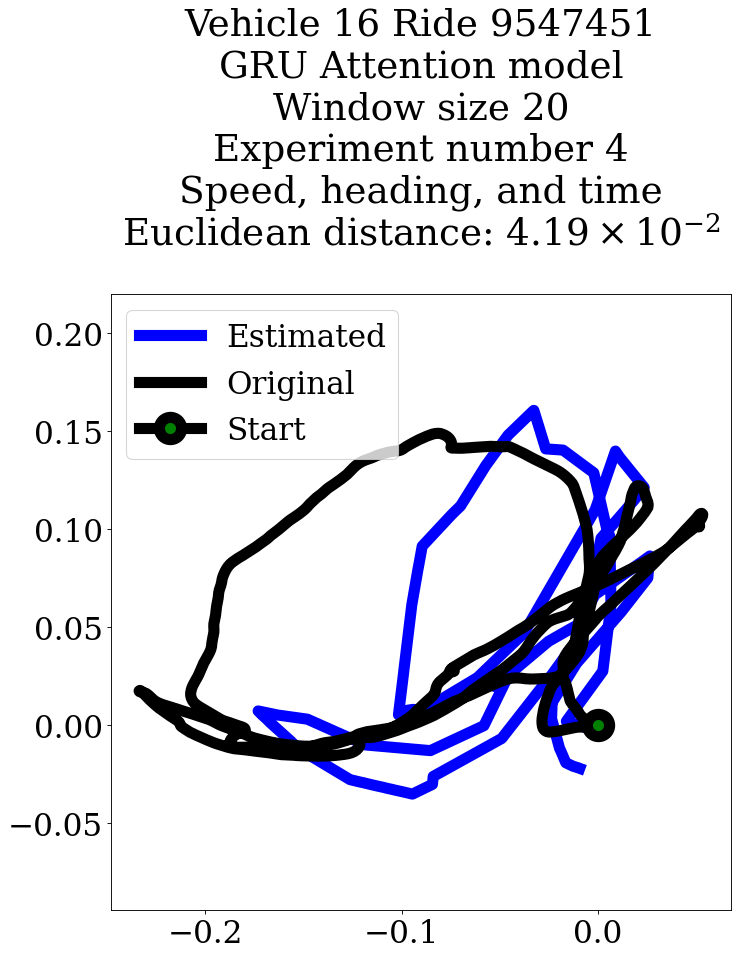 Vehicle 16 Ride 9547451
GRU Attention model
Window size 20
Experiment number 4
Speed, heading, and time
Euclidean distance: 4.19 × 10⁻²
Estimated
Original
Start
0.20
0.15
0.10
0.05
0.00
−0.05
−0.2 −0.1 0.0